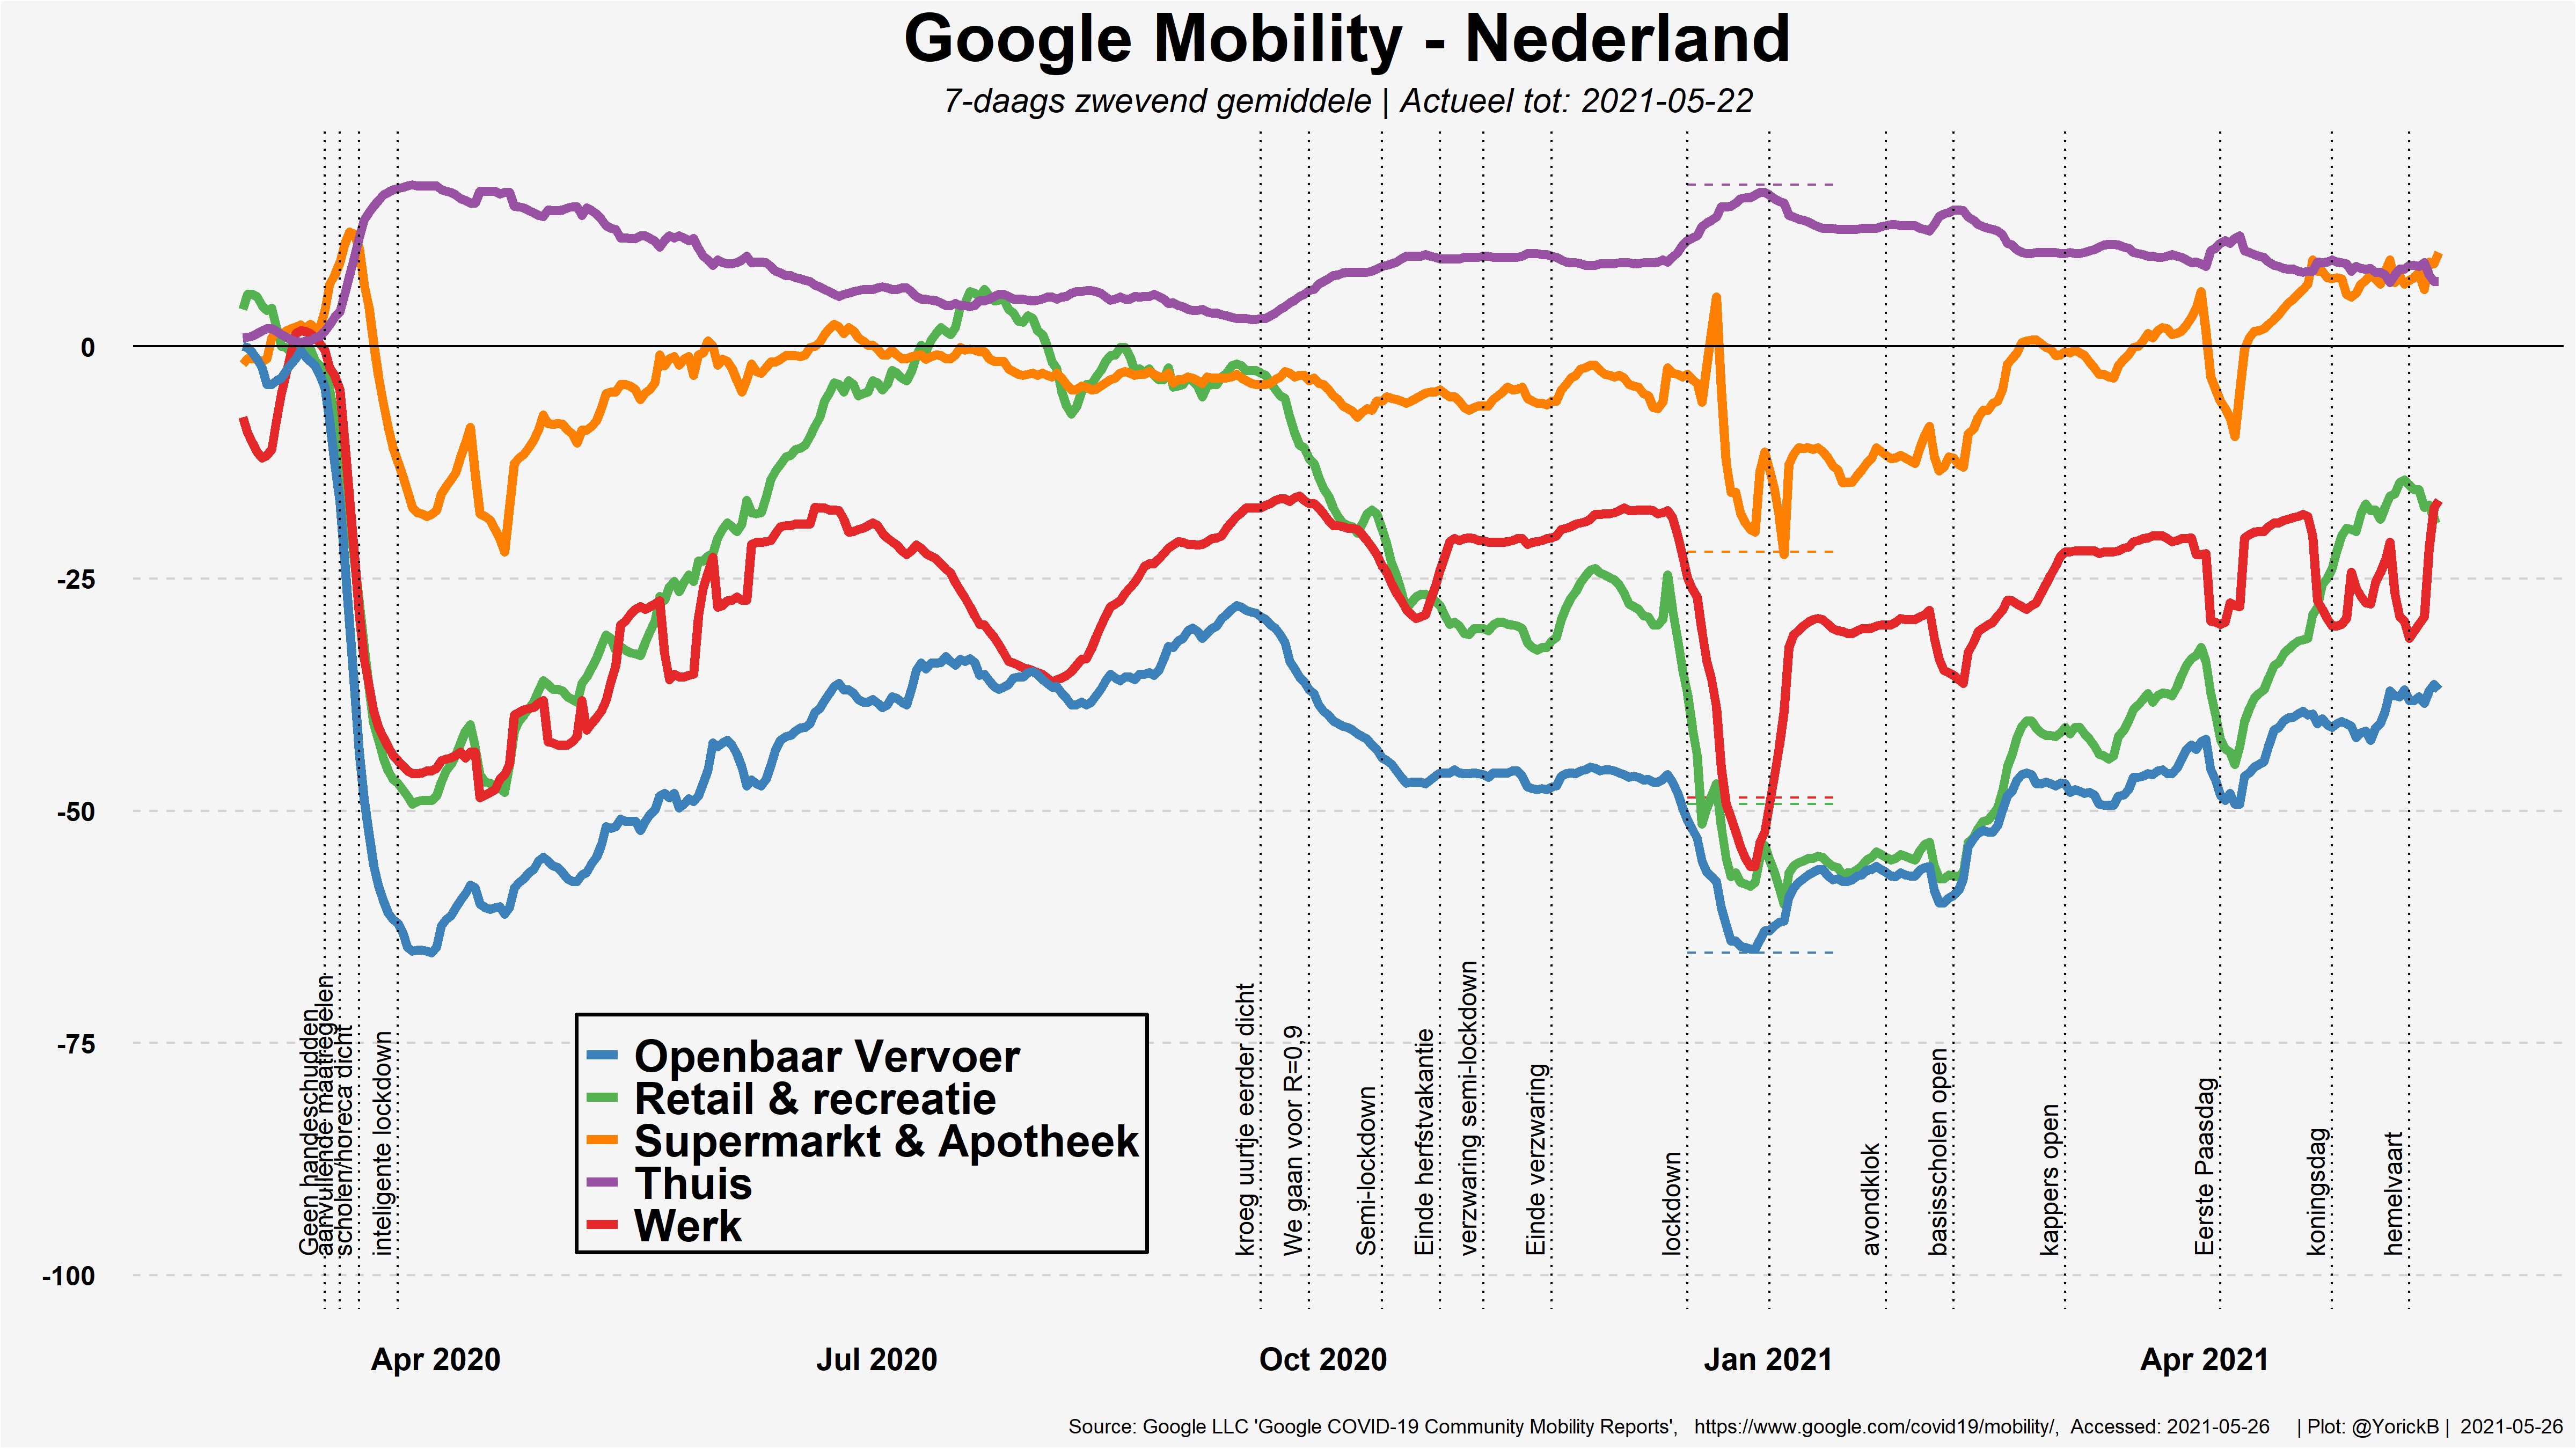 Google Mobility - Nederland
7-daags zwevend gemiddele | Actueel tot: 2021-05-22
0
-25
-50
-75
-100
Geen handeschudden
aanvullende maatregelen
scholen/horeca dicht
inteligente lockdown
kroeg uurtje eerder dicht
We gaan voor R=0,9
Semi-lockdown
Einde herfstvakantie
verzwaring semi-lockdown
Einde verzwaring
lockdown
avondklok
basisscholen open
kappers open
Eerste Paasdag
koningsdag
hemelvaart
Openbaar Vervoer
Retail & recreatie
Supermarkt & Apotheek
Thuis
Werk
Apr 2020
Jul 2020
Oct 2020
Jan 2021
Apr 2021
Source: Google LLC 'Google COVID-19 Community Mobility Reports', https://www.google.com/covid19/mobility/, Accessed: 2021-05-26 | Plot: @YorickB | 2021-05-26